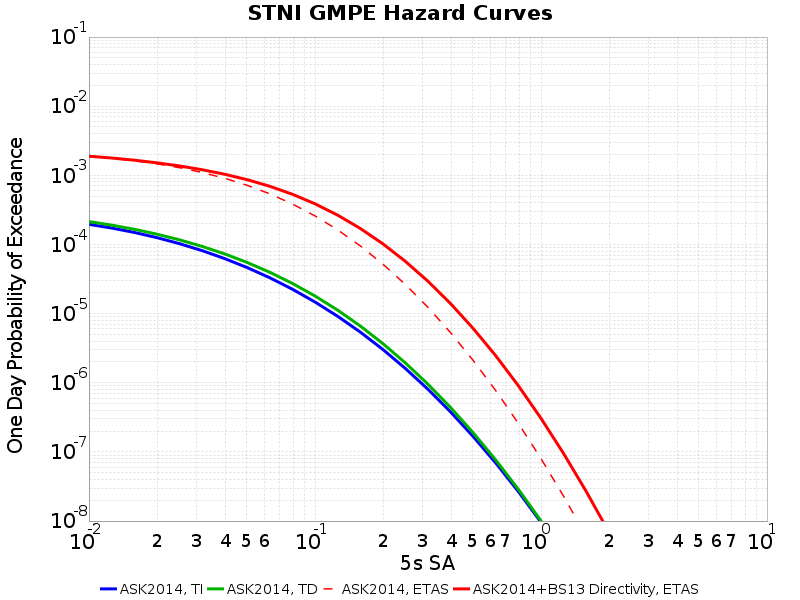 STNI GMPE Hazard Curves
One Day Probability of Exceedance
10-1
10-2
10-3
10-4
10-5
10-6
10-7
10-8
10-2 2 3 4 5 6 10-1 2 3 4 5 6 7 100 2 3 4 5 6 7 101
5s SA
ASK2014, TI ASK2014, TD ASK2014, ETAS ASK2014+BS13 Directivity, ETAS